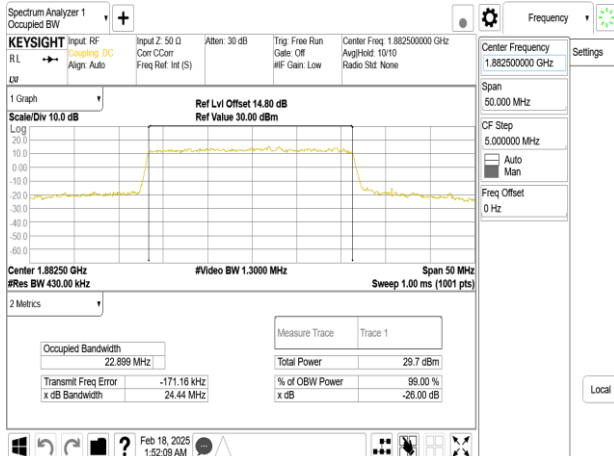 Spectrum Analyzer 1
Occupied BW
Frequency
KEYSIGHT
Input: RF
Coupling: DC
Align: Auto
Input Z: 50 Ω
Corr CCorr
Freq Ref: Int (S)
Atten: 30 dB
Trig: Free Run
Gate: Off
#IF Gain: Low
Center Freq: 1.882500000 GHz
Avg|Hold: 10/10
Radio Std: None
R L
LXI
Center Frequency
1.882500000 GHz
Settings
Span
50.000 MHz
CF Step
5.000000 MHz
Auto
Man
Freq Offset
0 Hz
Local
1 Graph
Scale/Div 10.0 dB
Ref Lvl Offset 14.80 dB
Ref Value 30.00 dBm
Log
20.0
10.0
0.00
-10.0
-20.0
-30.0
-40.0
-50.0
-60.0
Center 1.88250 GHz
#Video BW 1.3000 MHz
Span 50 MHz
#Res BW 430.00 kHz
Sweep 1.00 ms (1001 pts)
2 Metrics
Measure Trace Trace 1
Occupied Bandwidth
22.899 MHz
Total Power 29.7 dBm
Transmit Freq Error -171.16 kHz
% of OBW Power 99.00 %
x dB Bandwidth 24.44 MHz
x dB -26.00 dB
Feb 18, 2025
1:52:09 AM